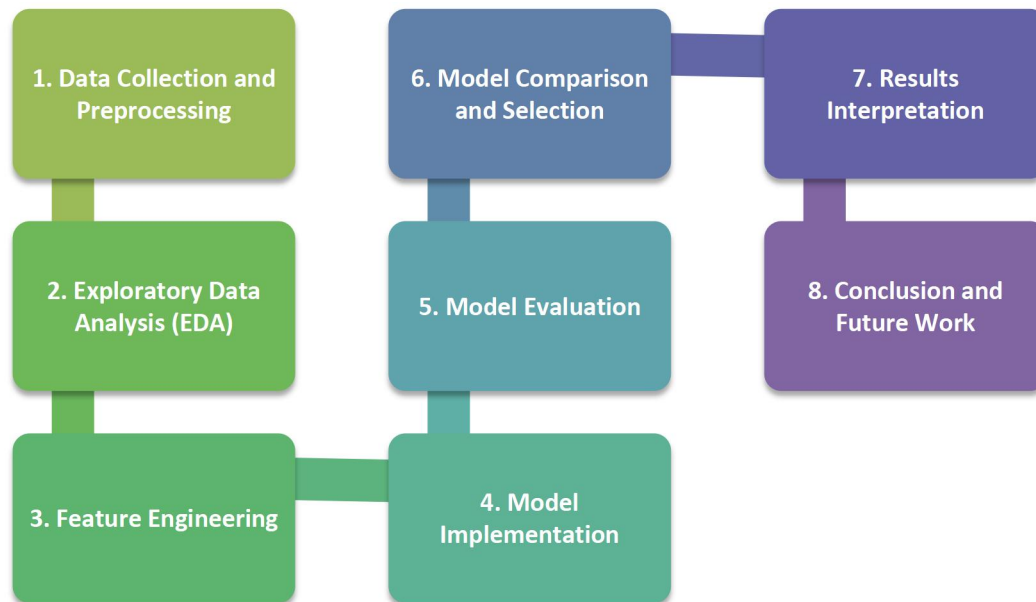 1. Data Collection and
Preprocessing
2. Exploratory Data
Analysis (EDA)
3. Feature Engineering
4. Model
Implementation
5. Model Evaluation
6. Model Comparison
and Selection
7. Results
Interpretation
8. Conclusion and
Future Work